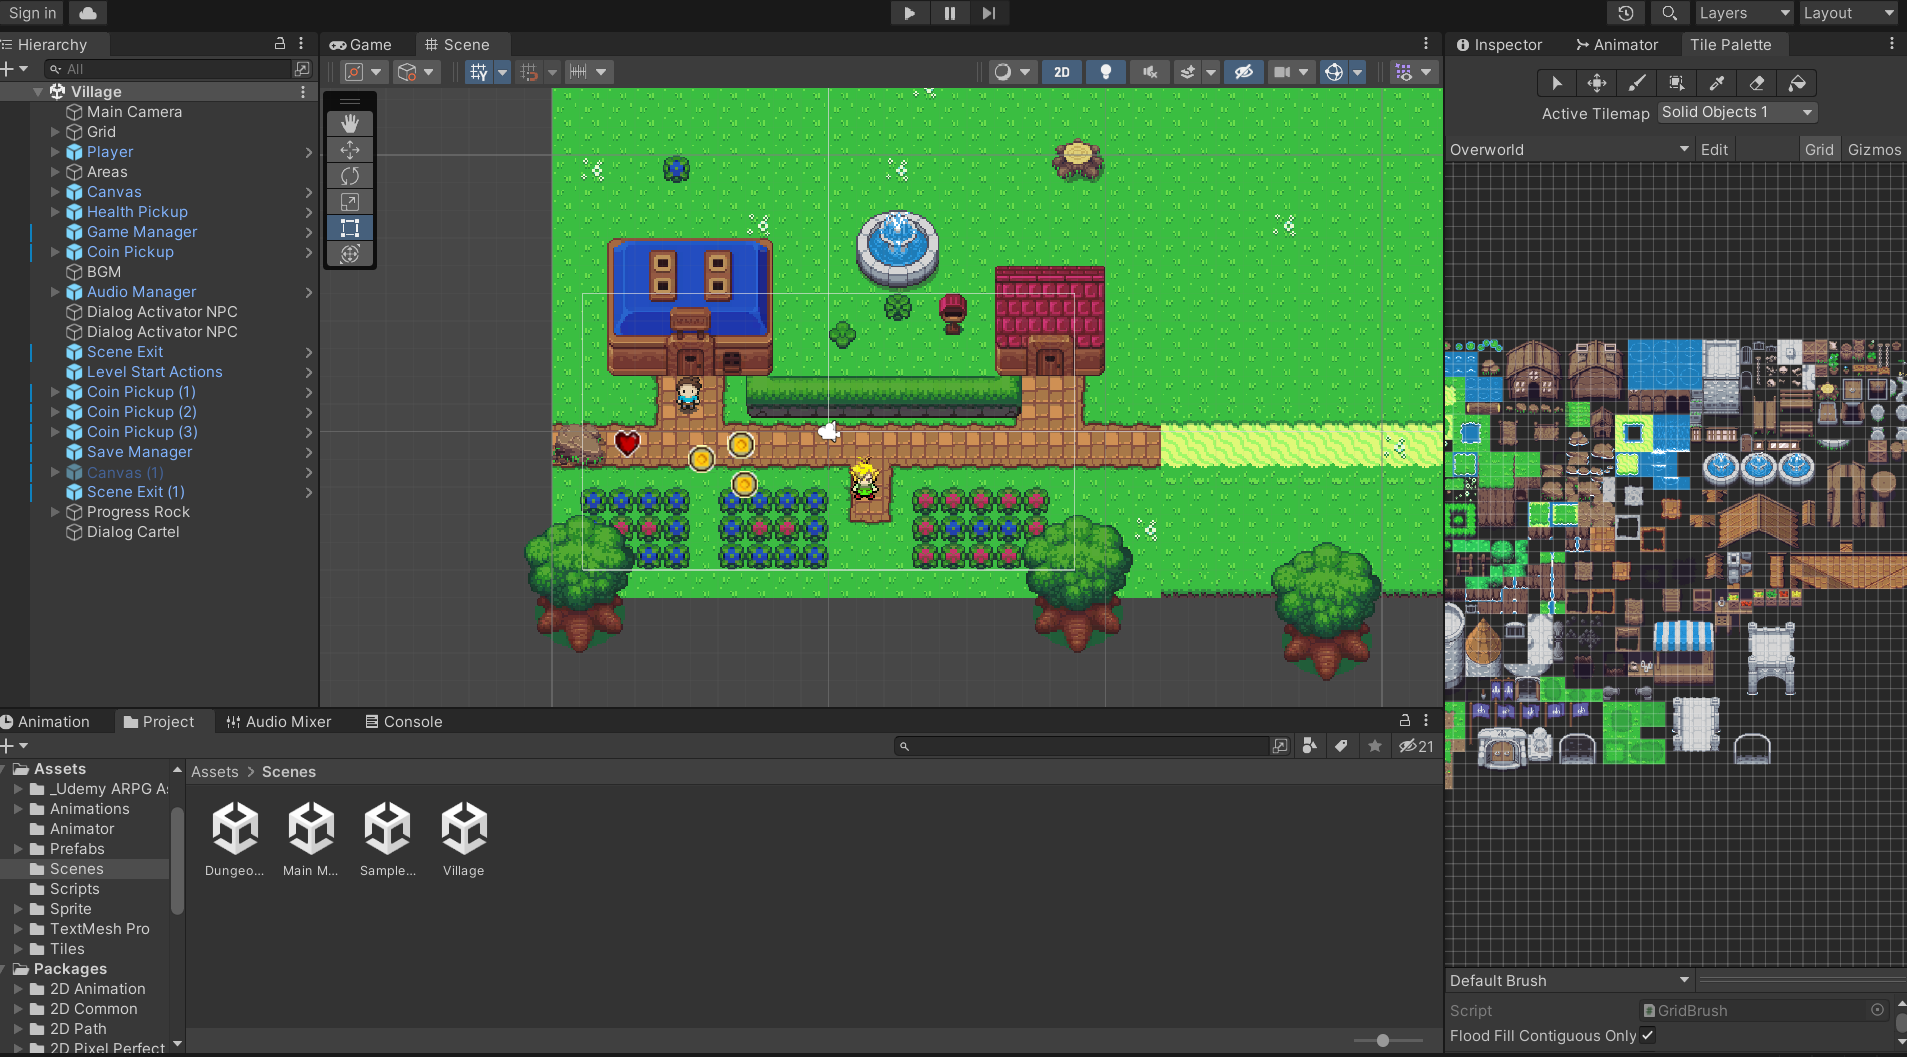 Sign in
Layers
Layout
Hierarchy
Game
Scene
Inspector
Animator
Tile Palette
All
2D
Village
Main Camera
Grid
Player
Areas
Canvas
Health Pickup
Game Manager
Coin Pickup
BGM
Audio Manager
Dialog Activator NPC
Dialog Activator NPC
Scene Exit
Level Start Actions
Coin Pickup (1)
Coin Pickup (2)
Coin Pickup (3)
Save Manager
Canvas (1)
Scene Exit (1)
Progress Rock
Dialog Cartel
Active Tilemap
Solid Objects 1
Overworld
Edit
Grid
Gizmos
Animation
Project
Audio Mixer
Console
21
Assets
_Udemy ARPG A
Animations
Animator
Prefabs
Scenes
Scripts
Sprite
TextMesh Pro
Tiles
Packages
2D Animation
2D Common
2D Path
2D Pixel Perfect
Assets > Scenes
Dungeo...
Main M...
Sample...
Village
Default Brush
Script
GridBrush
Flood Fill Contiguous Only